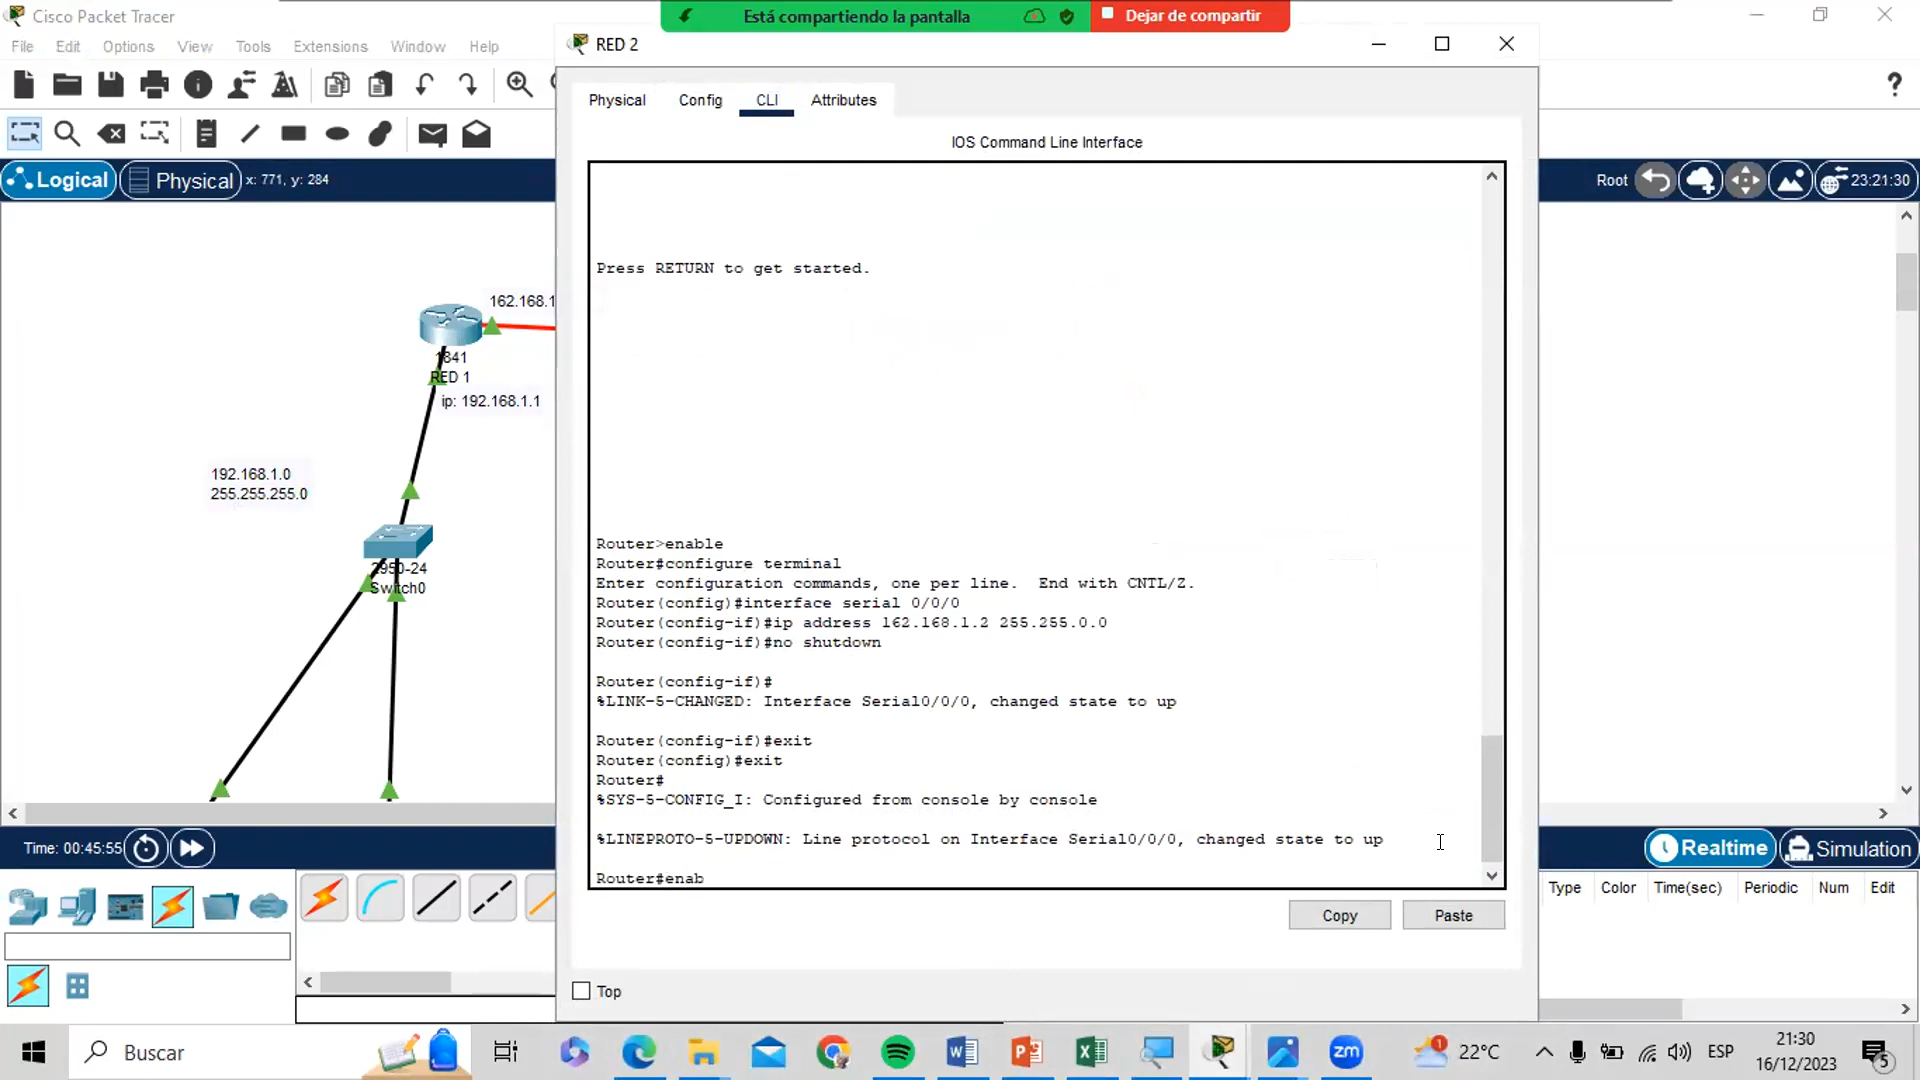 Cisco Packet Tracer
Está compartiendo la pantalla
Dejar de compartir
File Edit Options View Tools Extensions Window Help
RED 2
Physical Config CLI Attributes
IOS Command Line Interface
Logical
Physical
x: 771, y: 284
Root
23:21:30
162.168.1
1841
RED 1
ip: 192.168.1.1
192.168.1.0
255.255.255.0
2950-24
Switch0
Press RETURN to get started.
Router>enable
Router#configure terminal
Enter configuration commands, one per line.  End with CNTL/Z.
Router(config)#interface serial 0/0/0
Router(config-if)#ip address 162.168.1.2 255.255.0.0
Router(config-if)#no shutdown
Router(config-if)#
%LINK-5-CHANGED: Interface Serial0/0/0, changed state to up
Router(config-if)#exit
Router(config)#exit
Router#
%SYS-5-CONFIG_I: Configured from console by console
%LINEPROTO-5-UPDOWN: Line protocol on Interface Serial0/0/0, changed state to up
Router#enab
Copy
Paste
Top
Time: 00:45:55
Realtime
Simulation
Type Color Time(sec) Periodic Num Edit
Buscar
zm
1
22°C
ESP
21:30
16/12/2023
5